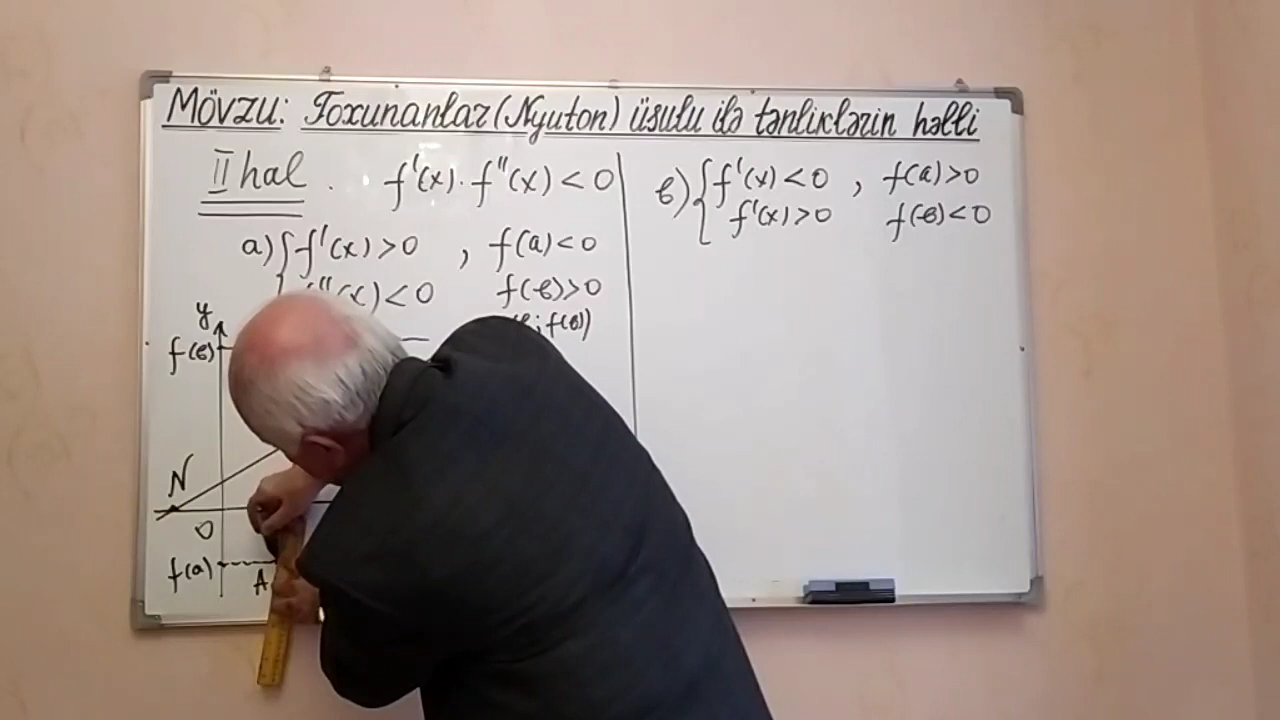 Mövzu: Toxunanlar (Nyuton) üsulu ilə tənliklərin həlli
II hal. f'(x)·f''(x) < 0
a) { f'(x) > 0 , f(a) < 0
f''(x) < 0 f(в) > 0
; f(в))
y
f(в)
N
O
f(a)
A
в) { f'(x) < 0 , f(a) > 0
f'(x) > 0 f(в) < 0